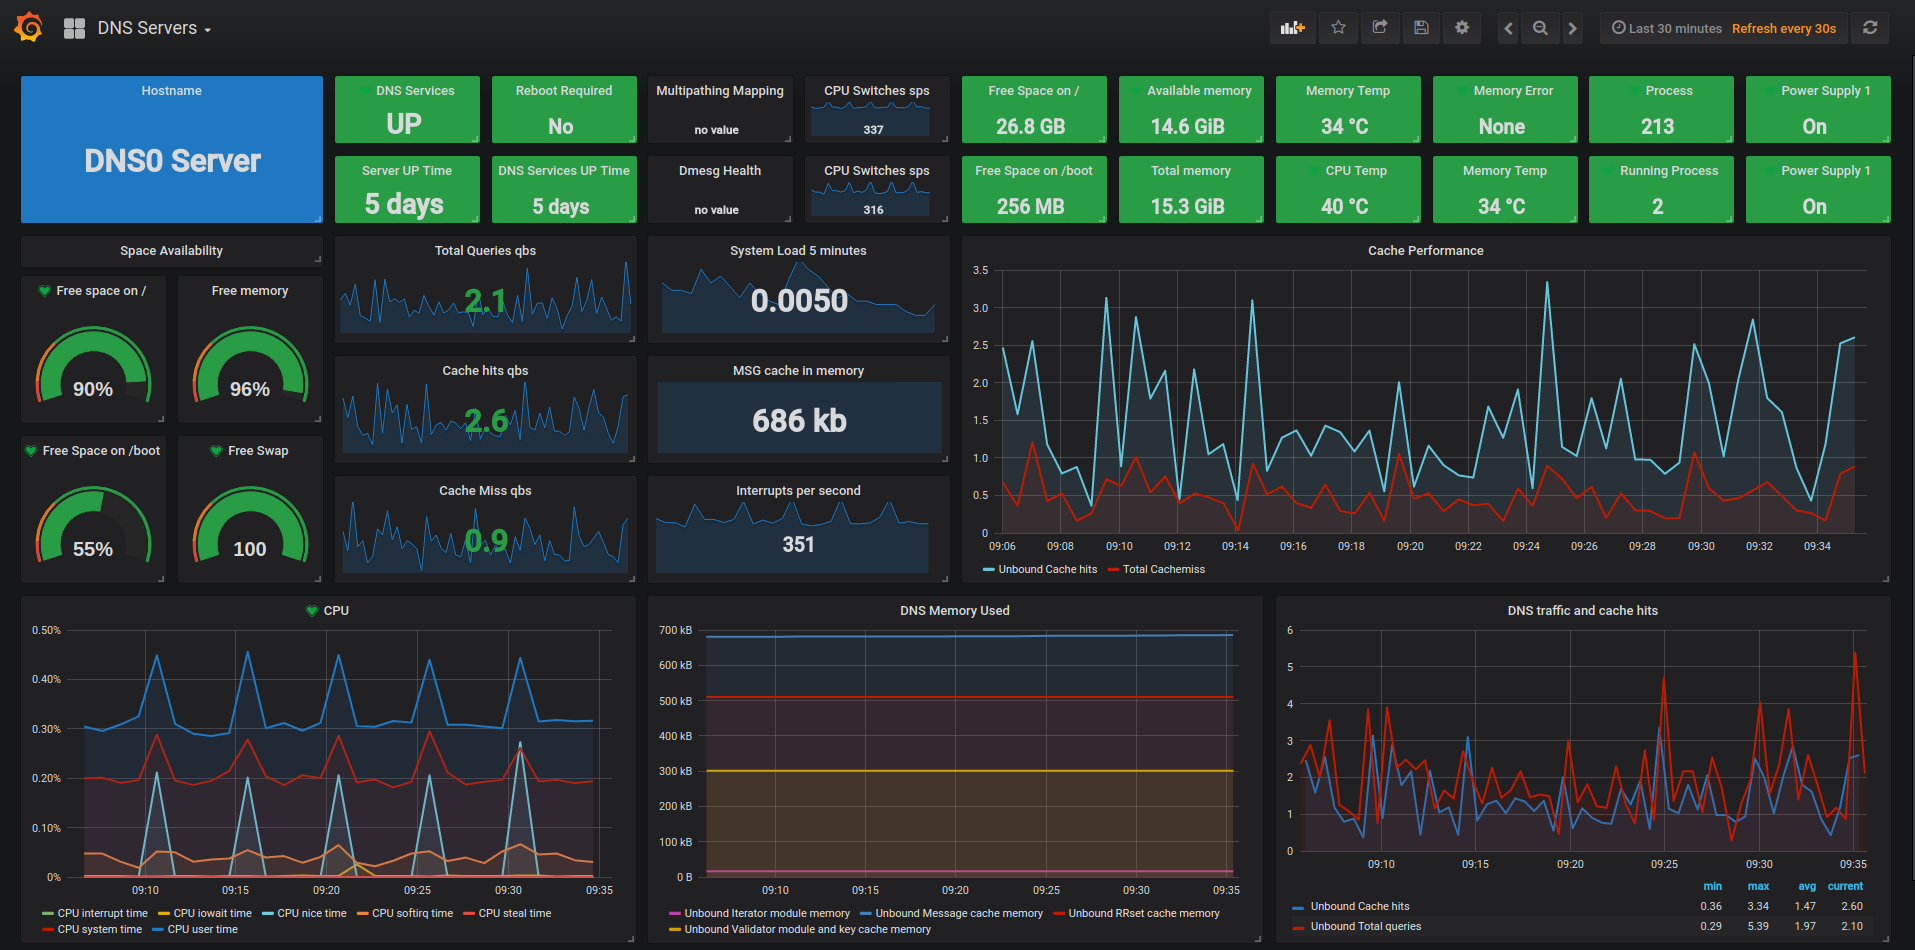 DNS Servers
Last 30 minutes Refresh every 30s
Hostname
DNS0 Server
DNS Services
UP
Reboot Required
No
Multipathing Mapping
no value
CPU Switches sps
337
Free Space on /
26.8 GB
Available memory
14.6 GiB
Memory Temp
34 °C
Memory Error
None
Process
213
Power Supply 1
On
Server UP Time
5 days
DNS Services UP Time
5 days
Dmesg Health
no value
CPU Switches sps
316
Free Space on /boot
256 MB
Total memory
15.3 GiB
CPU Temp
40 °C
Memory Temp
34 °C
Running Process
2
Power Supply 1
On
Space Availability
Free space on /
90%
Free memory
96%
Free Space on /boot
55%
Free Swap
100
Total Queries qbs
2.1
Cache hits qbs
2.6
Cache Miss qbs
0.9
System Load 5 minutes
0.0050
MSG cache in memory
686 kb
Interrupts per second
351
Cache Performance
3.5
3.0
2.5
2.0
1.5
1.0
0.5
0
09:06 09:08 09:10 09:12 09:14 09:16 09:18 09:20 09:22 09:24 09:26 09:28 09:30 09:32 09:34
Unbound Cache hits Total Cachemiss
CPU
0.50%
0.40%
0.30%
0.20%
0.10%
0%
09:10 09:15 09:20 09:25 09:30 09:35
CPU interrupt time CPU iowait time CPU nice time CPU softirq time CPU steal time
CPU system time CPU user time
DNS Memory Used
700 kB
600 kB
500 kB
400 kB
300 kB
200 kB
100 kB
0 B
09:10 09:15 09:20 09:25 09:30 09:35
Unbound Iterator module memory Unbound Message cache memory Unbound RRset cache memory
Unbound Validator module and key cache memory
DNS traffic and cache hits
6
5
4
3
2
1
0
09:10 09:15 09:20 09:25 09:30 09:35
min max avg current
Unbound Cache hits 0.36 3.34 1.47 2.60
Unbound Total queries 0.29 5.39 1.97 2.10